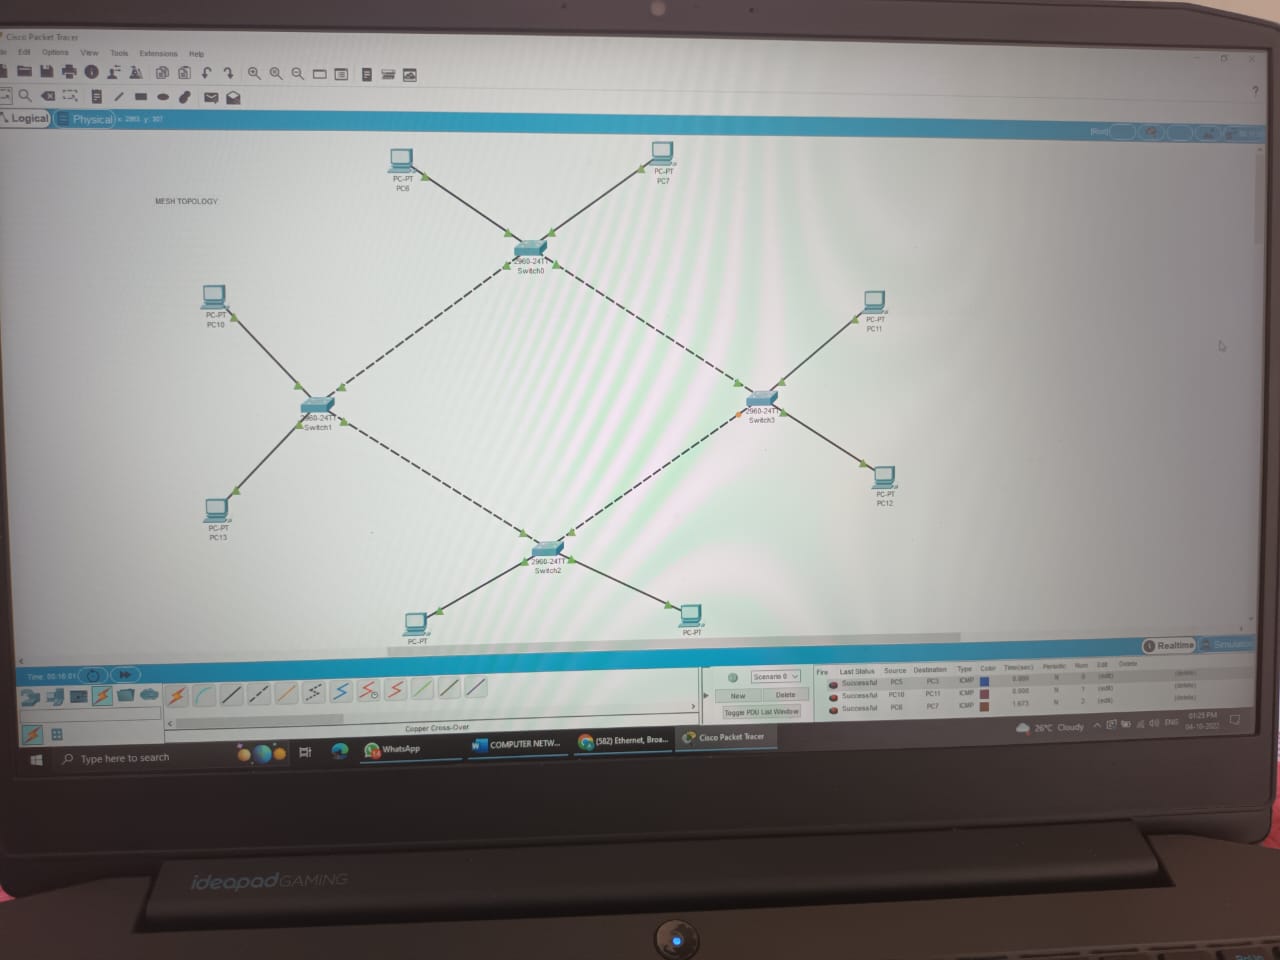 Cisco Packet Tracer
Edit Options View Tools Extensions Help
Logical Physical x: 2863, y: 307
[Root]
MESH TOPOLOGY
PC-PT
PC6
PC-PT
PC7
2960-24TT
Switch0
PC-PT
PC10
PC-PT
PC11
2960-24TT
Switch1
2960-24TT
Switch3
PC-PT
PC12
PC-PT
PC13
2960-24TT
Switch2
PC-PT
PC-PT
Time: 00:16:01
Realtime
Scenario 0
New Delete
Toggle PDU List Window
Fire Last Status Source Destination Type Color Time(sec) Periodic Num Edit Delete
Successful PC5 PC3 ICMP 0.000 N 0 (edit) (delete)
Successful PC10 PC11 ICMP 0.000 N 1 (edit) (delete)
Successful PC6 PC7 ICMP 1.673 N 2 (edit) (delete)
Copper Cross-Over
Type here to search
WhatsApp
COMPUTER NETW...
(582) Ethernet, Broa...
Cisco Packet Tracer
26°C Cloudy
ENG
01:25 PM
04-10-2022
ideapad GAMING